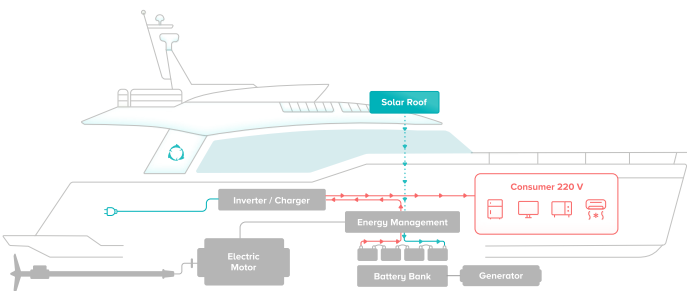 Solar Roof
Consumer 220 V
Inverter / Charger
Energy Management
Electric
Motor
Battery Bank
Generator